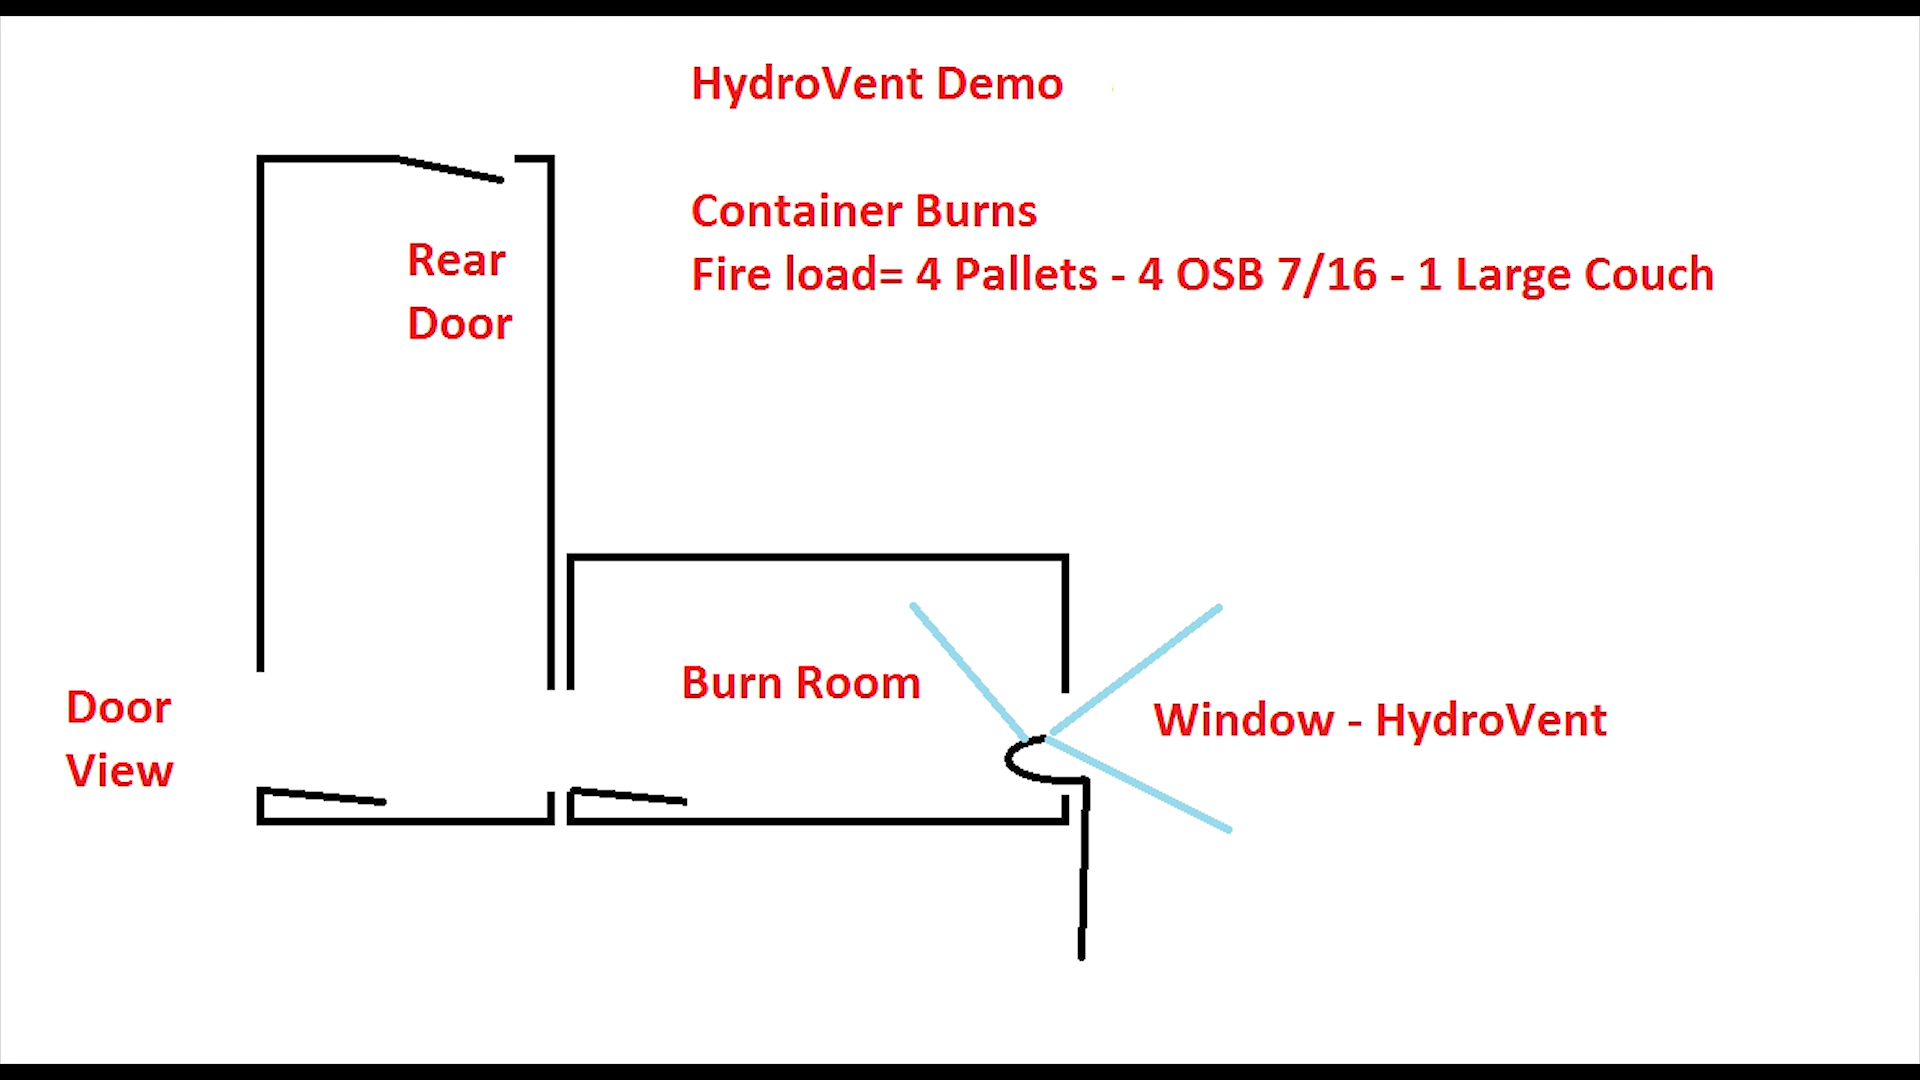 HydroVent Demo
Container Burns
Fire load= 4 Pallets - 4 OSB 7/16 - 1 Large Couch
Rear
Door
Burn Room
Door
View
Window - HydroVent